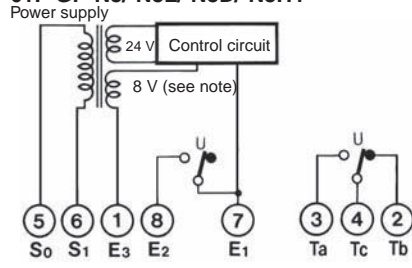 Power supply
24 V
Control circuit
8 V (see note)
U
U
5 6 1 8 7 3 4 2
S0 S1 E3 E2 E1 Ta Tc Tb